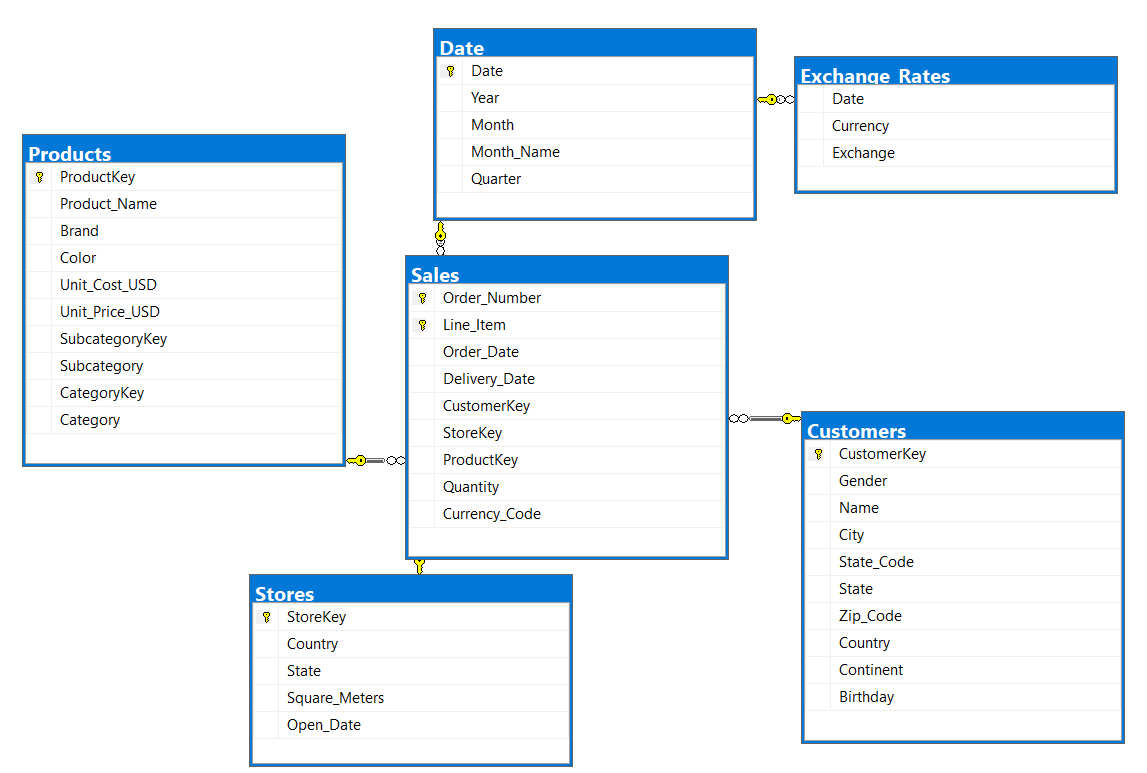 Date
Date
Year
Month
Month_Name
Quarter
Exchange_Rates
Date
Currency
Exchange
Products
ProductKey
Product_Name
Brand
Color
Unit_Cost_USD
Unit_Price_USD
SubcategoryKey
Subcategory
CategoryKey
Category
Sales
Order_Number
Line_Item
Order_Date
Delivery_Date
CustomerKey
StoreKey
ProductKey
Quantity
Currency_Code
Customers
CustomerKey
Gender
Name
City
State_Code
State
Zip_Code
Country
Continent
Birthday
Stores
StoreKey
Country
State
Square_Meters
Open_Date